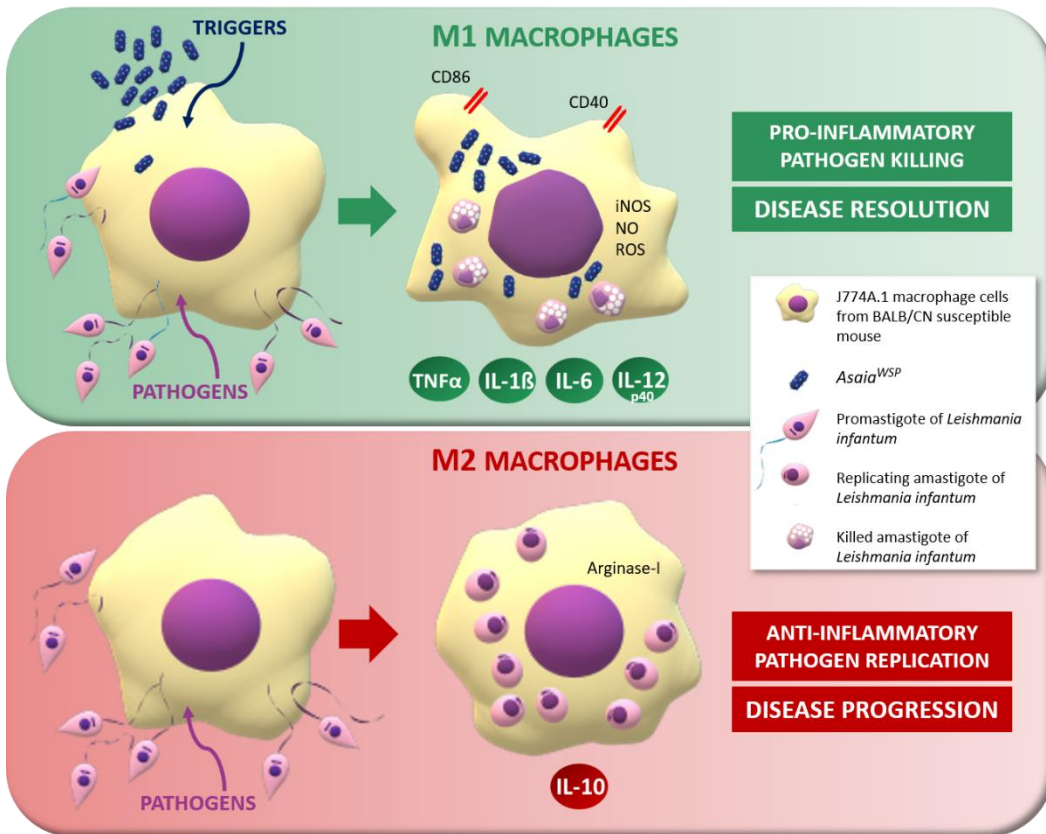 TRIGGERS
M1 MACROPHAGES
CD86
CD40
iNOS
NO
ROS
PATHOGENS
TNFα
IL-1ß
IL-6
IL-12
p40
PRO-INFLAMMATORY
PATHOGEN KILLING
DISEASE RESOLUTION
J774A.1 macrophage cells
from BALB/CN susceptible
mouse
Asaia^WSP
Promastigote of Leishmania
infantum
Replicating amastigote of
Leishmania infantum
Killed amastigote of
Leishmania infantum
M2 MACROPHAGES
Arginase-I
PATHOGENS
IL-10
ANTI-INFLAMMATORY
PATHOGEN REPLICATION
DISEASE PROGRESSION